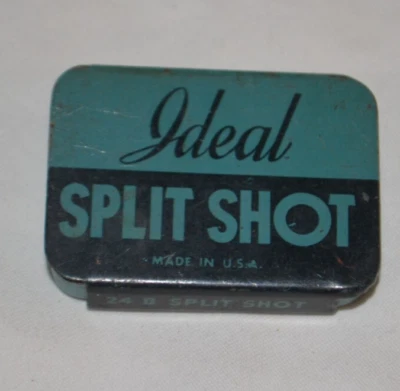 Ideal
SPLIT SHOT
MADE IN U.S.A.
24 B SPLIT SHOT